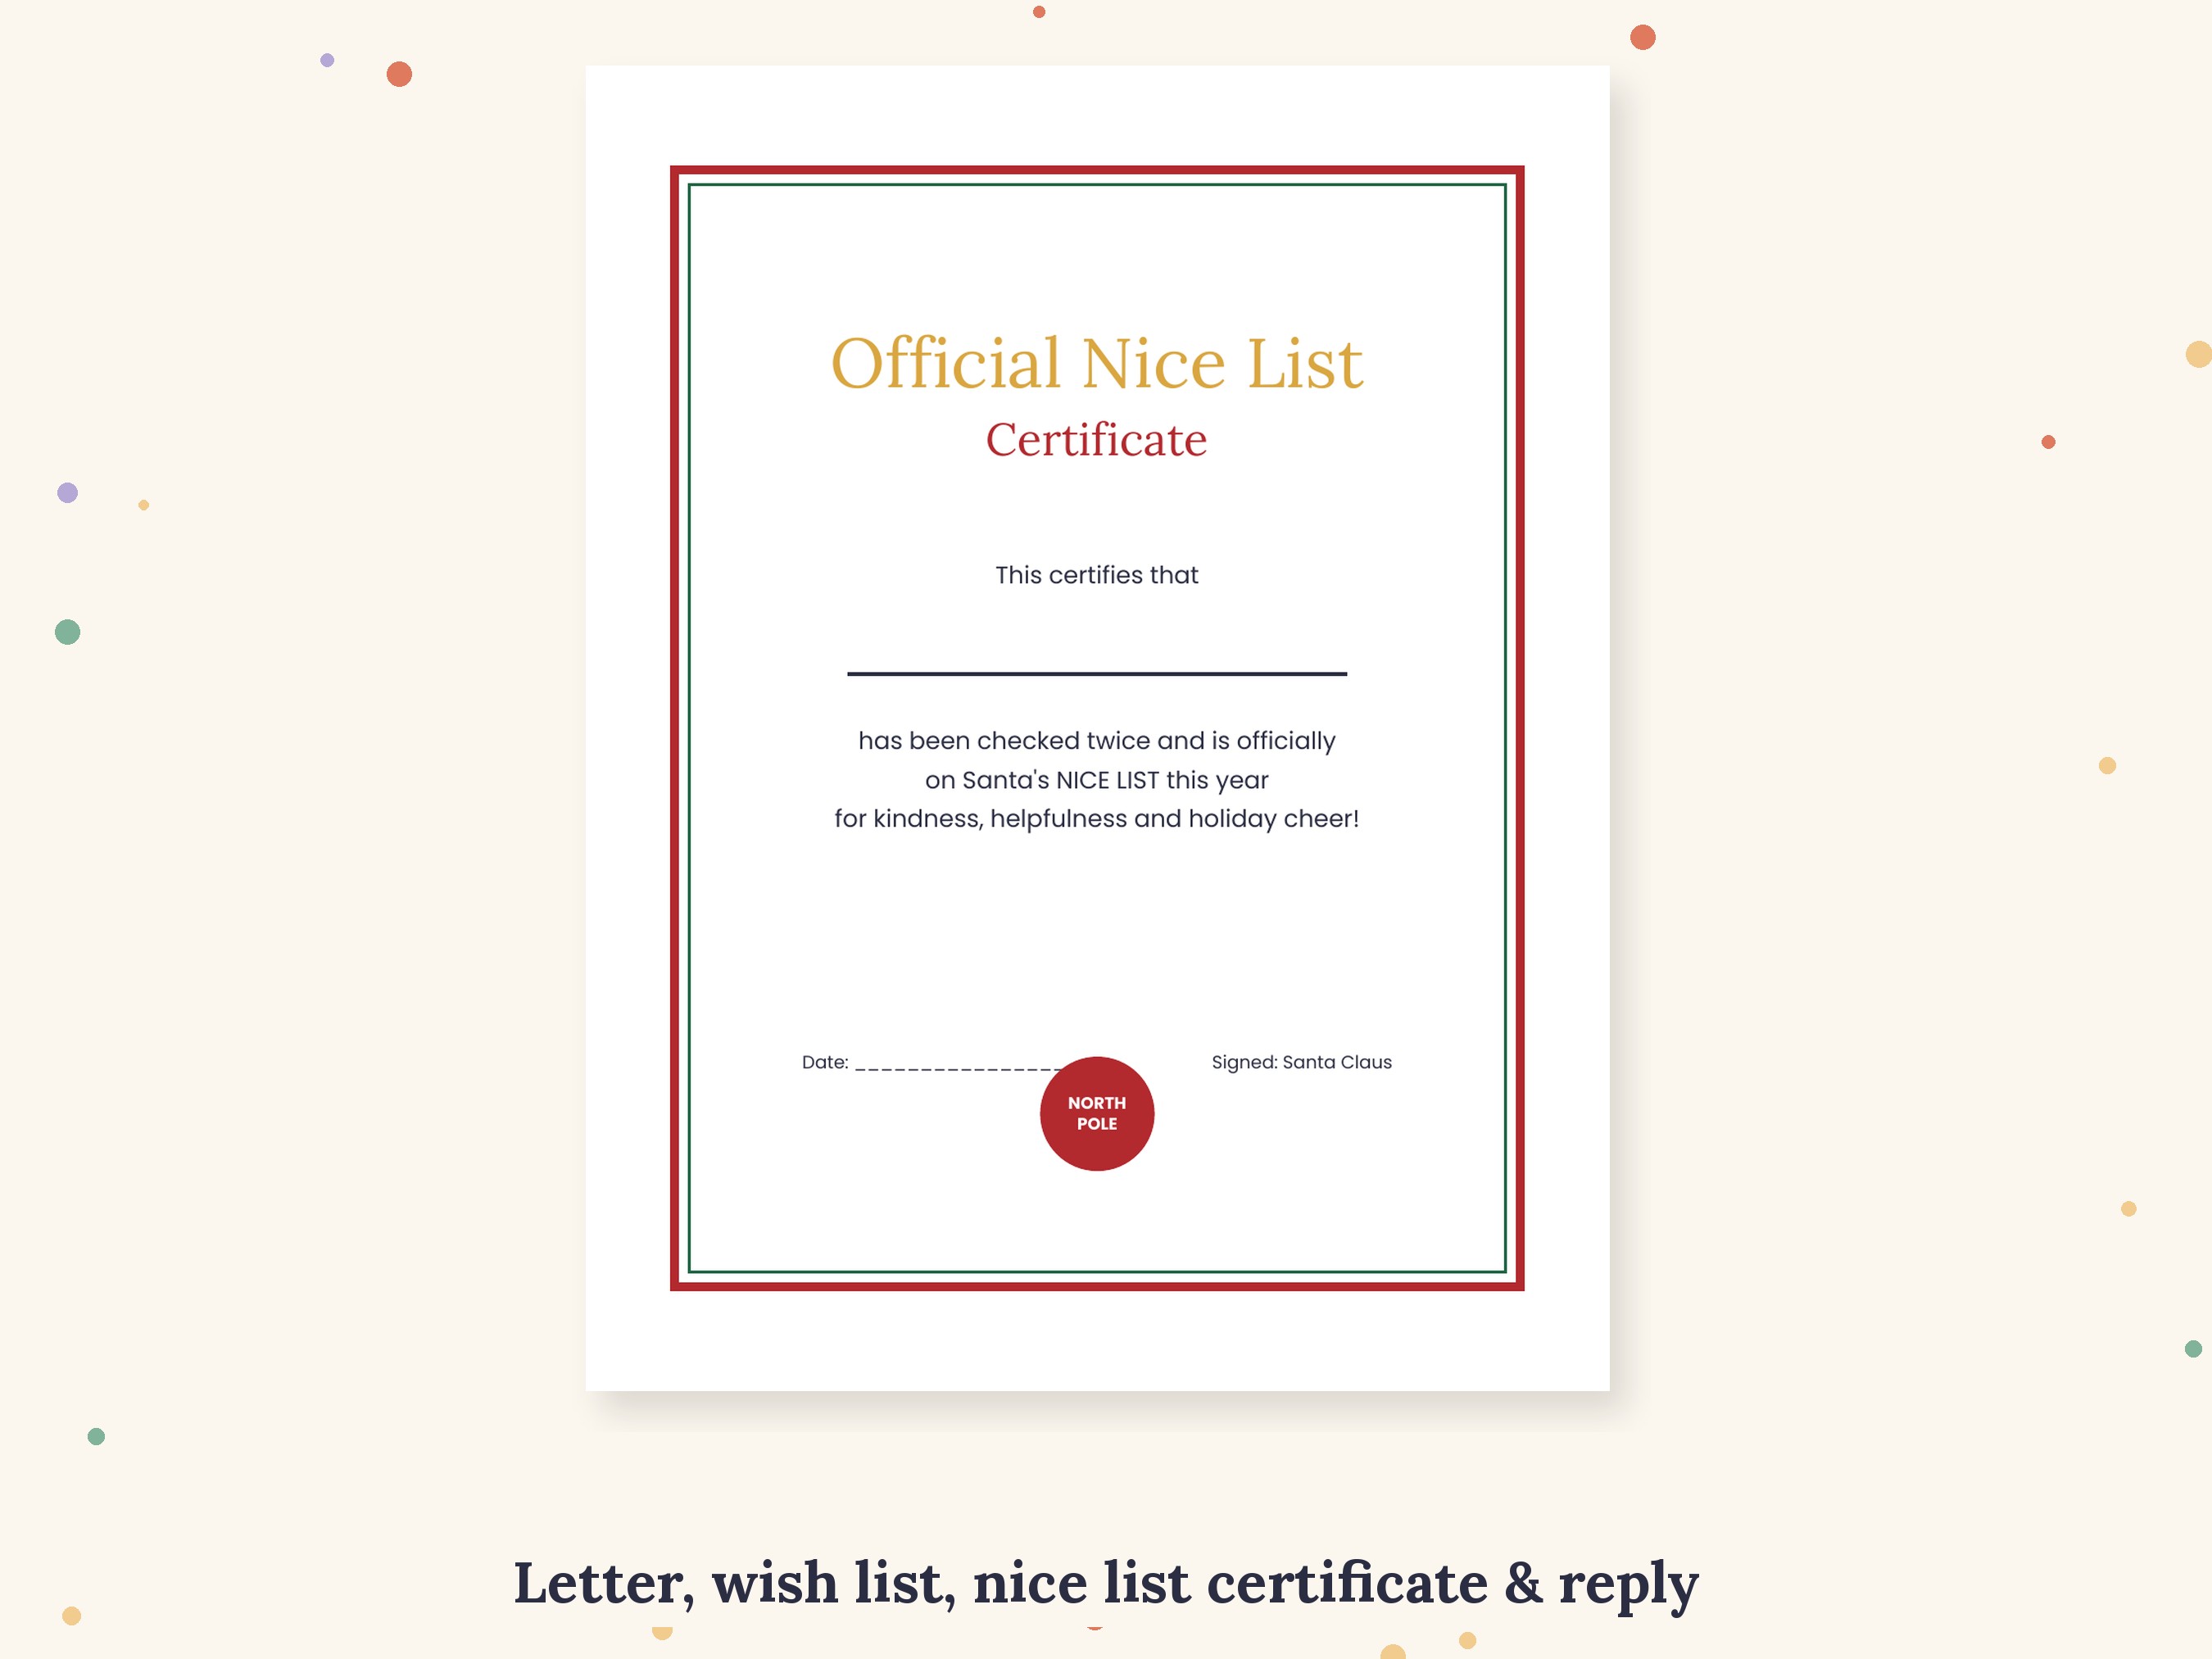 Official Nice List
Certificate
This certifies that
has been checked twice and is officially
on Santa's NICE LIST this year
for kindness, helpfulness and holiday cheer!
Date: ________________
Signed: Santa Claus
NORTH
POLE
Letter, wish list, nice list certificate & reply